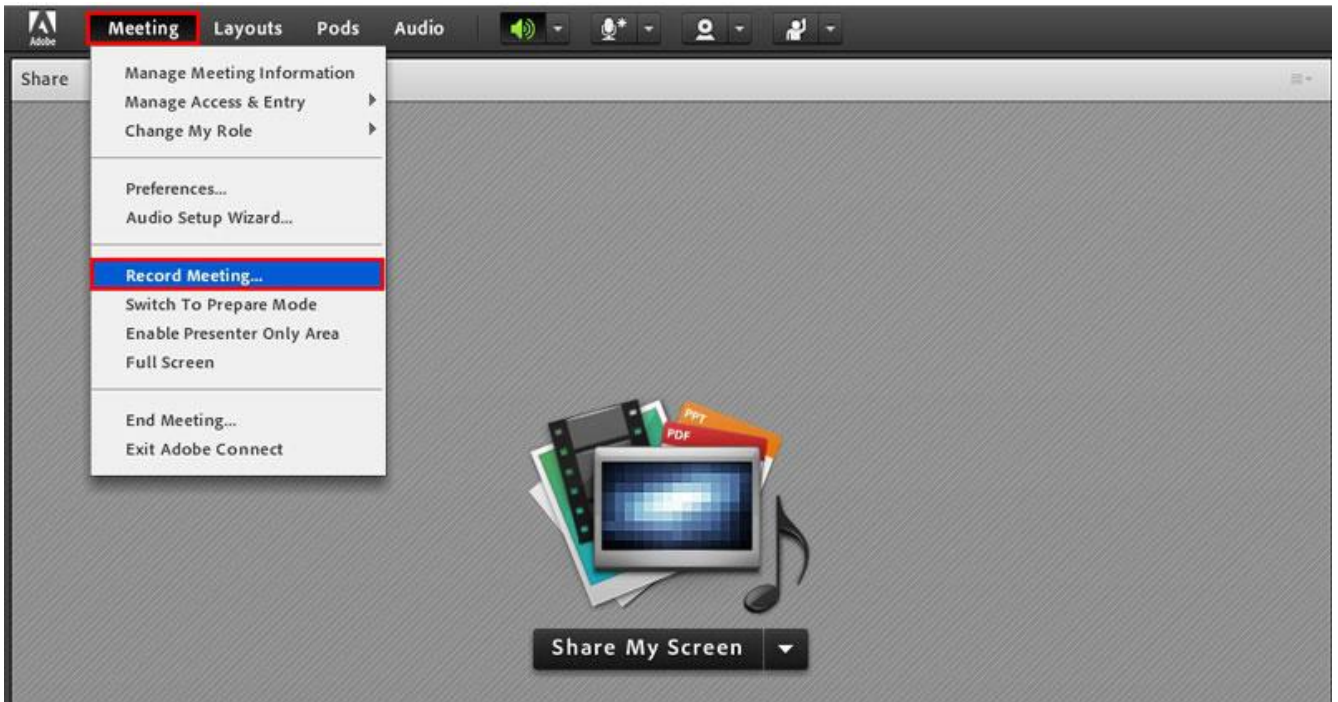 Adobe
Meeting Layouts Pods Audio
Share
Manage Meeting Information
Manage Access & Entry
Change My Role
Preferences...
Audio Setup Wizard...
Record Meeting...
Switch To Prepare Mode
Enable Presenter Only Area
Full Screen
End Meeting...
Exit Adobe Connect
PPT
PDF
Share My Screen